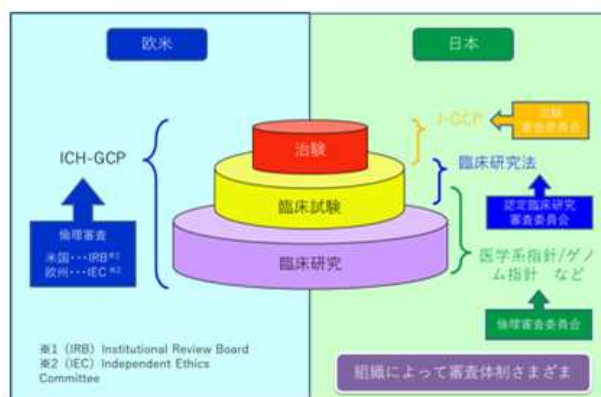 欧米
日本
ICH-GCP
倫理審査
米国・・・IRB※1
欧州・・・IEC※2
治験
臨床試験
臨床研究
J-GCP
治験
審査委員会
臨床研究法
認定臨床研究
審査委員会
医学系指針/ゲノ
ム指針 など
倫理審査委員会
※1（IRB）Institutional Review Board
※2（IEC）Independent Ethics
Committee
組織によって審査体制さまざま